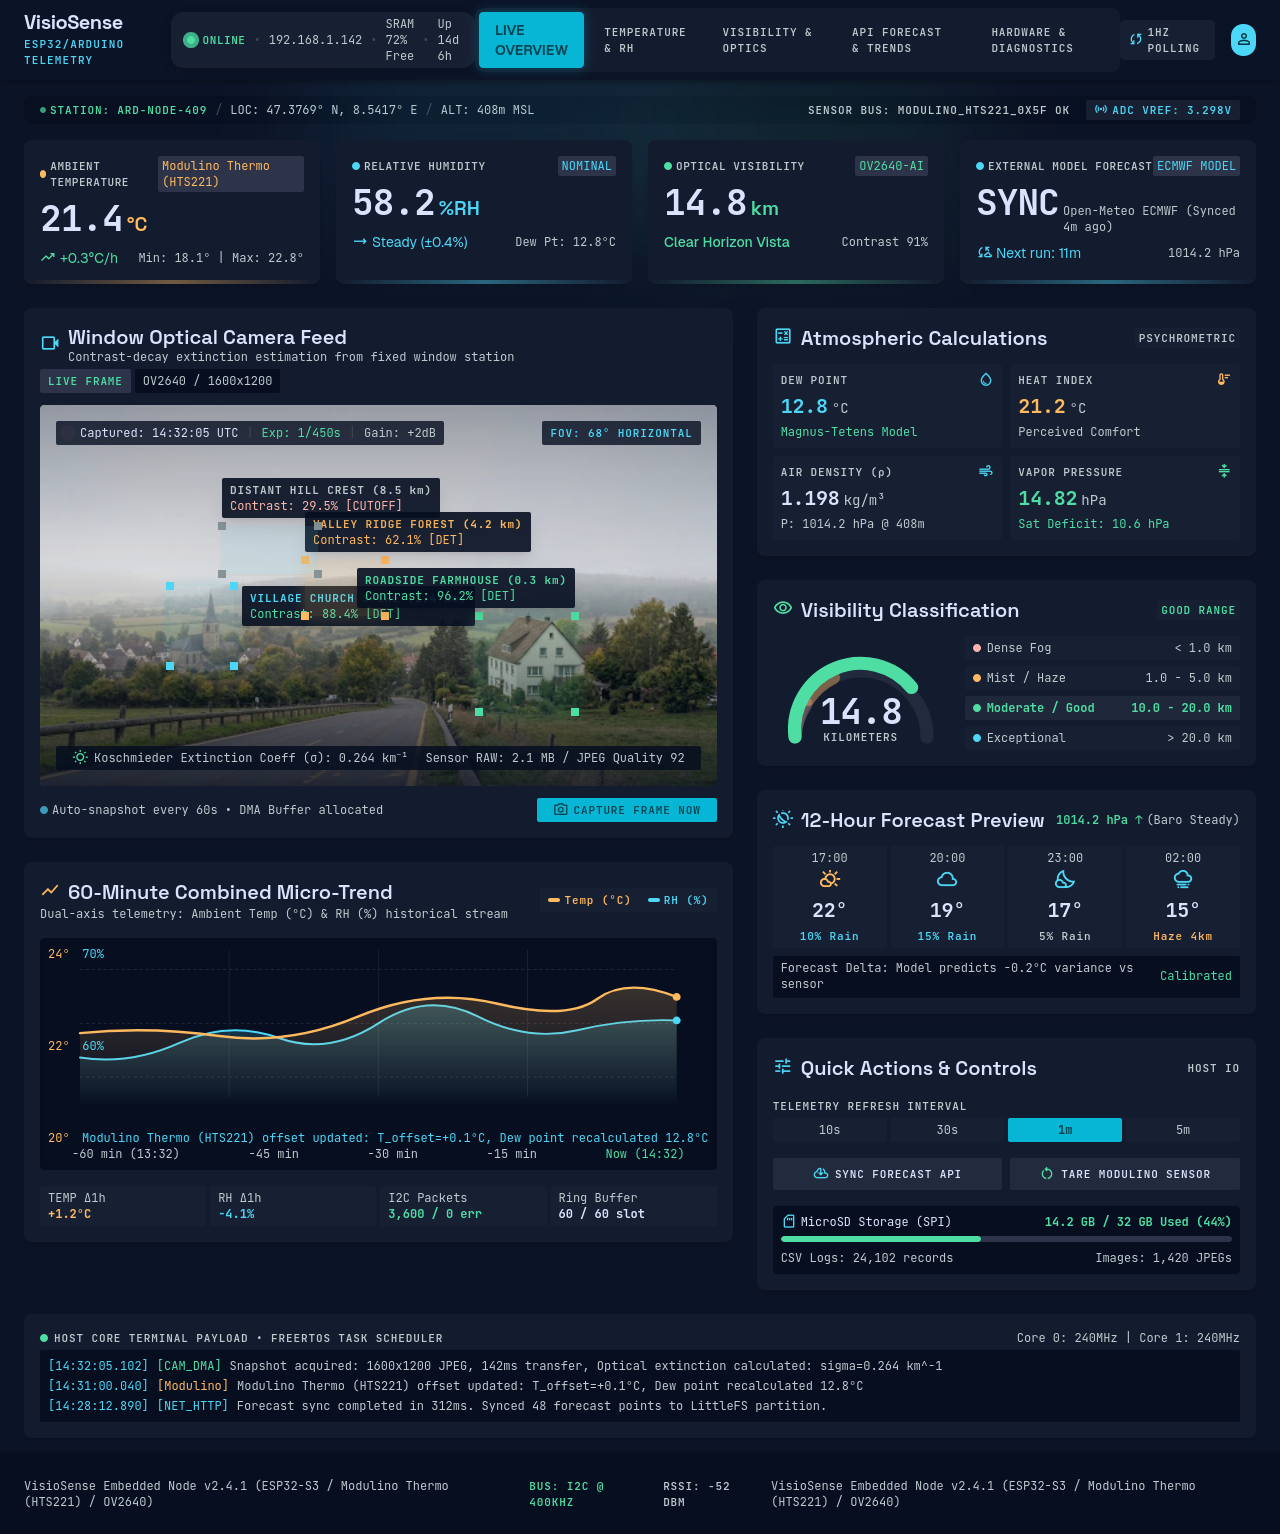 VisioSense
ESP32/ARDUINO
TELEMETRY
ONLINE • 192.168.1.142 • SRAM 72% Free • Up 14d 6h
LIVE OVERVIEW
TEMPERATURE & RH
VISIBILITY & OPTICS
API FORECAST & TRENDS
HARDWARE & DIAGNOSTICS
1HZ POLLING
STATION: ARD-NODE-409 / LOC: 47.3769° N, 8.5417° E / ALT: 408m MSL
SENSOR BUS: MODULINO_HTS221_0X5F OK
ADC VREF: 3.298V
AMBIENT TEMPERATURE
Modulino Thermo (HTS221)
21.4 °C
+0.3°C/h
Min: 18.1° | Max: 22.8°
RELATIVE HUMIDITY
NOMINAL
58.2 %RH
Steady (±0.4%)
Dew Pt: 12.8°C
OPTICAL VISIBILITY
OV2640-AI
14.8 km
Clear Horizon Vista
Contrast 91%
EXTERNAL MODEL FORECAST
ECMWF MODEL
SYNC Open-Meteo ECMWF (Synced 4m ago)
Next run: 11m
1014.2 hPa
Window Optical Camera Feed
Contrast-decay extinction estimation from fixed window station
LIVE FRAME
OV2640 / 1600x1200
Captured: 14:32:05 UTC | Exp: 1/450s | Gain: +2dB
FOV: 68° HORIZONTAL
DISTANT HILL CREST (8.5 km)
Contrast: 29.5% [CUTOFF]
VALLEY RIDGE FOREST (4.2 km)
Contrast: 62.1% [DET]
ROADSIDE FARMHOUSE (0.3 km)
Contrast: 96.2% [DET]
VILLAGE CHURCH
Contrast: 88.4% [DET]
Koschmieder Extinction Coeff (σ): 0.264 km⁻¹
Sensor RAW: 2.1 MB / JPEG Quality 92
Auto-snapshot every 60s • DMA Buffer allocated
CAPTURE FRAME NOW
60-Minute Combined Micro-Trend
Dual-axis telemetry: Ambient Temp (°C) & RH (%) historical stream
Temp (°C)
RH (%)
24° 70%
22° 60%
20° Modulino Thermo (HTS221) offset updated: T_offset=+0.1°C, Dew point recalculated 12.8°C
-60 min (13:32) -45 min -30 min -15 min Now (14:32)
TEMP Δ1h
+1.2°C
RH Δ1h
-4.1%
I2C Packets
3,600 / 0 err
Ring Buffer
60 / 60 slot
Atmospheric Calculations
PSYCHROMETRIC
DEW POINT
12.8 °C
Magnus-Tetens Model
HEAT INDEX
21.2 °C
Perceived Comfort
AIR DENSITY (ρ)
1.198 kg/m³
P: 1014.2 hPa @ 408m
VAPOR PRESSURE
14.82 hPa
Sat Deficit: 10.6 hPa
Visibility Classification
GOOD RANGE
14.8
KILOMETERS
Dense Fog < 1.0 km
Mist / Haze 1.0 - 5.0 km
Moderate / Good 10.0 - 20.0 km
Exceptional > 20.0 km
12-Hour Forecast Preview
1014.2 hPa ↑ (Baro Steady)
17:00
22°
10% Rain
20:00
19°
15% Rain
23:00
17°
5% Rain
02:00
15°
Haze 4km
Forecast Delta: Model predicts -0.2°C variance vs
sensor
Calibrated
Quick Actions & Controls
HOST IO
TELEMETRY REFRESH INTERVAL
10s 30s 1m 5m
SYNC FORECAST API
TARE MODULINO SENSOR
MicroSD Storage (SPI)
14.2 GB / 32 GB Used (44%)
CSV Logs: 24,102 records
Images: 1,420 JPEGs
HOST CORE TERMINAL PAYLOAD • FREERTOS TASK SCHEDULER
Core 0: 240MHz | Core 1: 240MHz
[14:32:05.102] [CAM_DMA] Snapshot acquired: 1600x1200 JPEG, 142ms transfer, Optical extinction calculated: sigma=0.264 km^-1
[14:31:00.040] [Modulino] Modulino Thermo (HTS221) offset updated: T_offset=+0.1°C, Dew point recalculated 12.8°C
[14:28:12.890] [NET_HTTP] Forecast sync completed in 312ms. Synced 48 forecast points to LittleFS partition.
VisioSense Embedded Node v2.4.1 (ESP32-S3 / Modulino Thermo
(HTS221) / OV2640)
BUS: I2C @
400KHZ
RSSI: -52
DBM
VisioSense Embedded Node v2.4.1 (ESP32-S3 / Modulino Thermo
(HTS221) / OV2640)